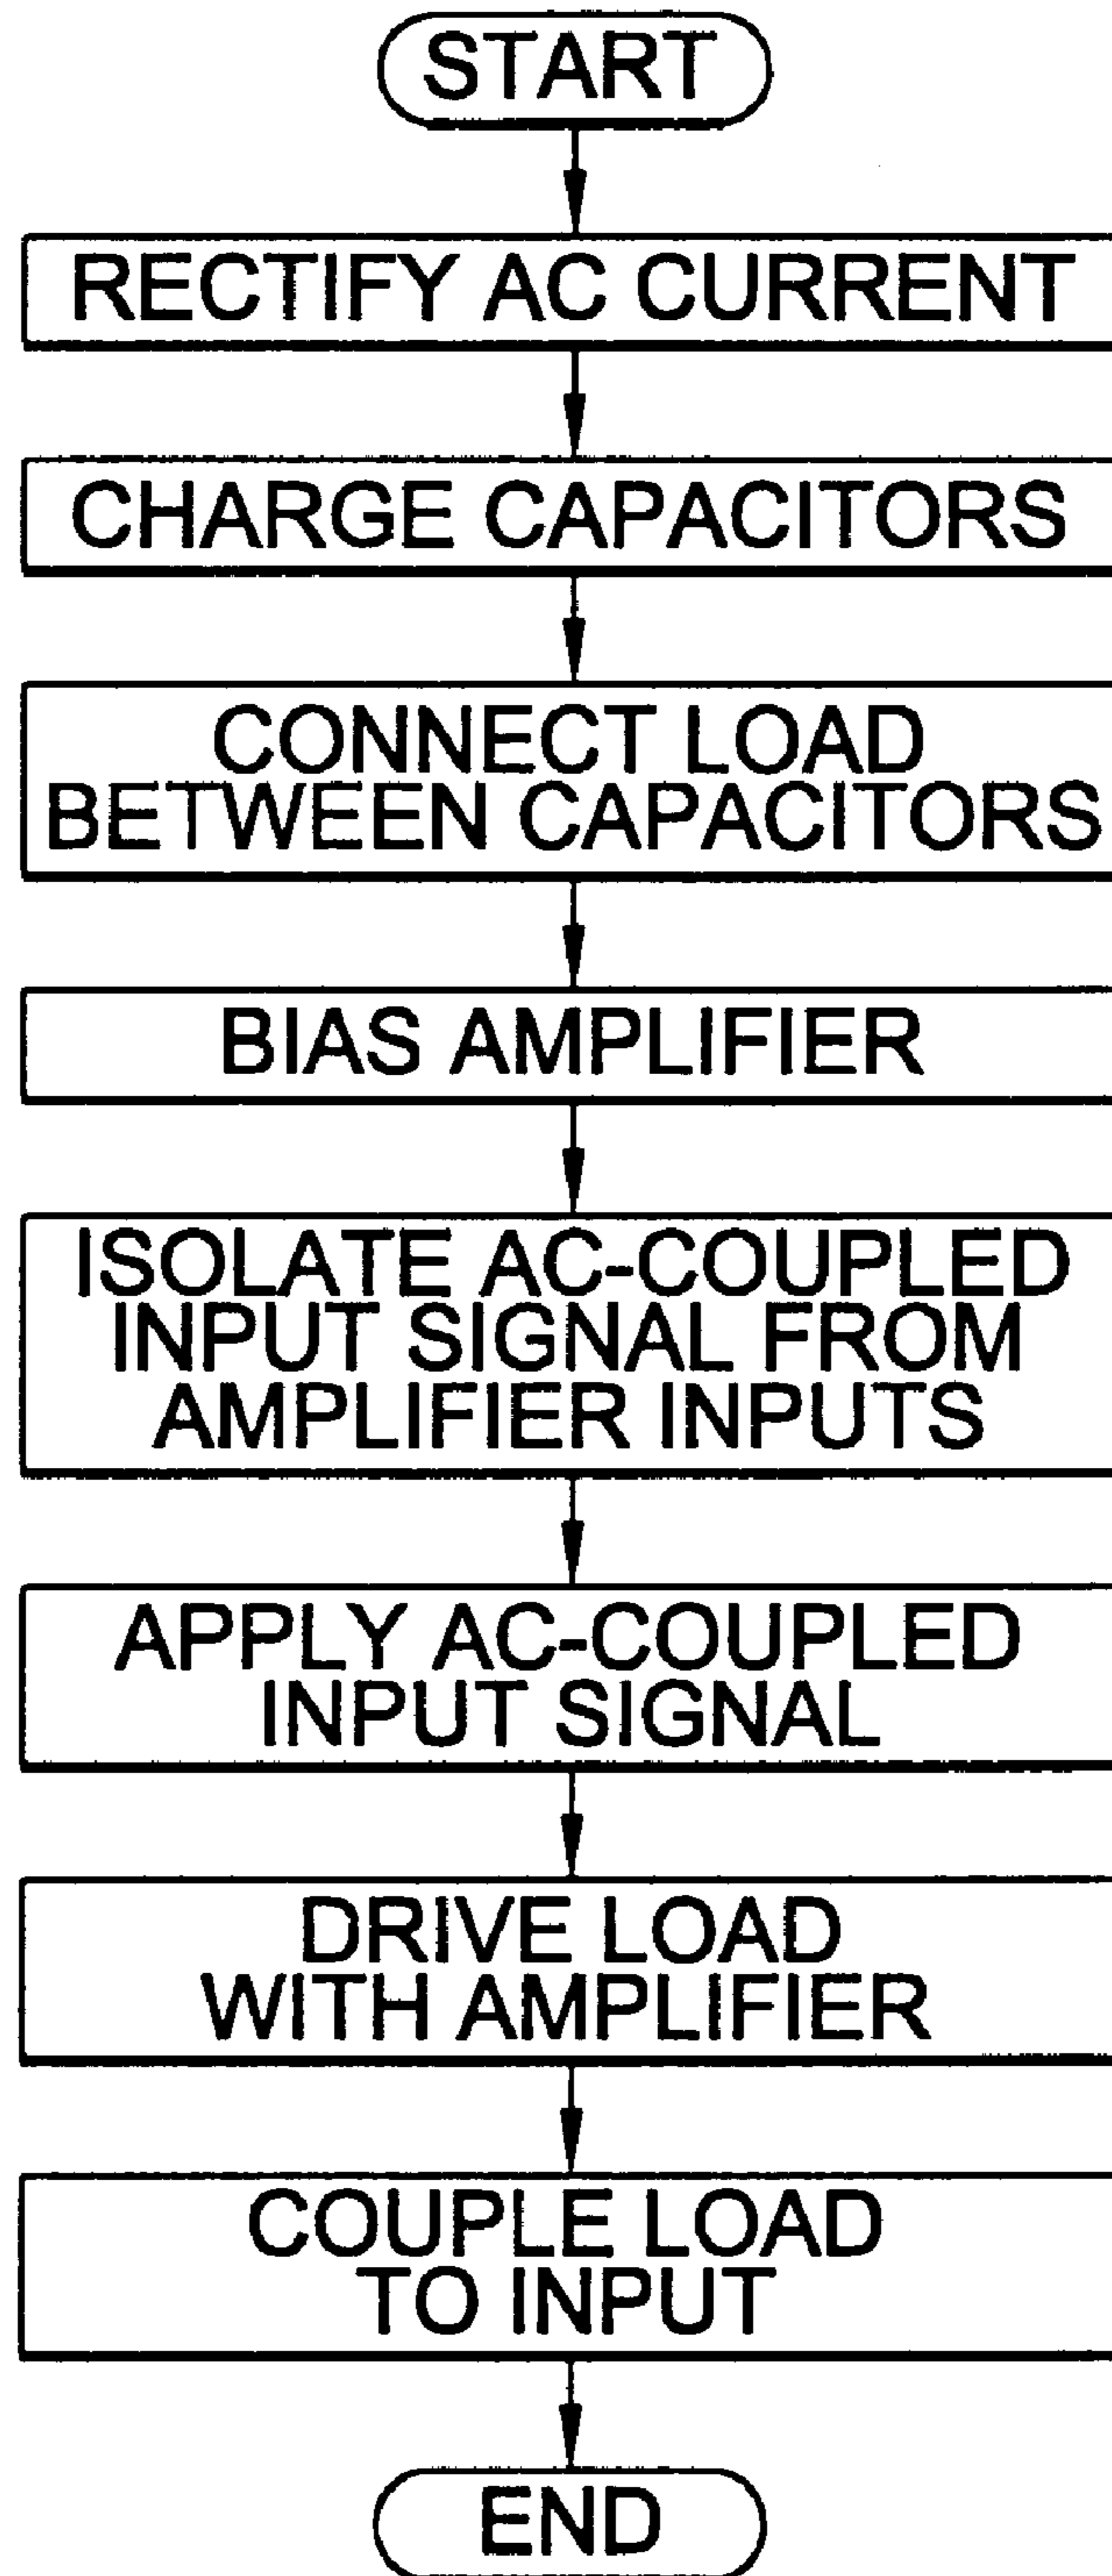 START
RECTIFY AC CURRENT
CHARGE CAPACITORS
CONNECT LOAD
BETWEEN CAPACITORS
BIAS AMPLIFIER
ISOLATE AC-COUPLED
INPUT SIGNAL FROM
AMPLIFIER INPUTS
APPLY AC-COUPLED
INPUT SIGNAL
DRIVE LOAD
WITH AMPLIFIER
COUPLE LOAD
TO INPUT
END